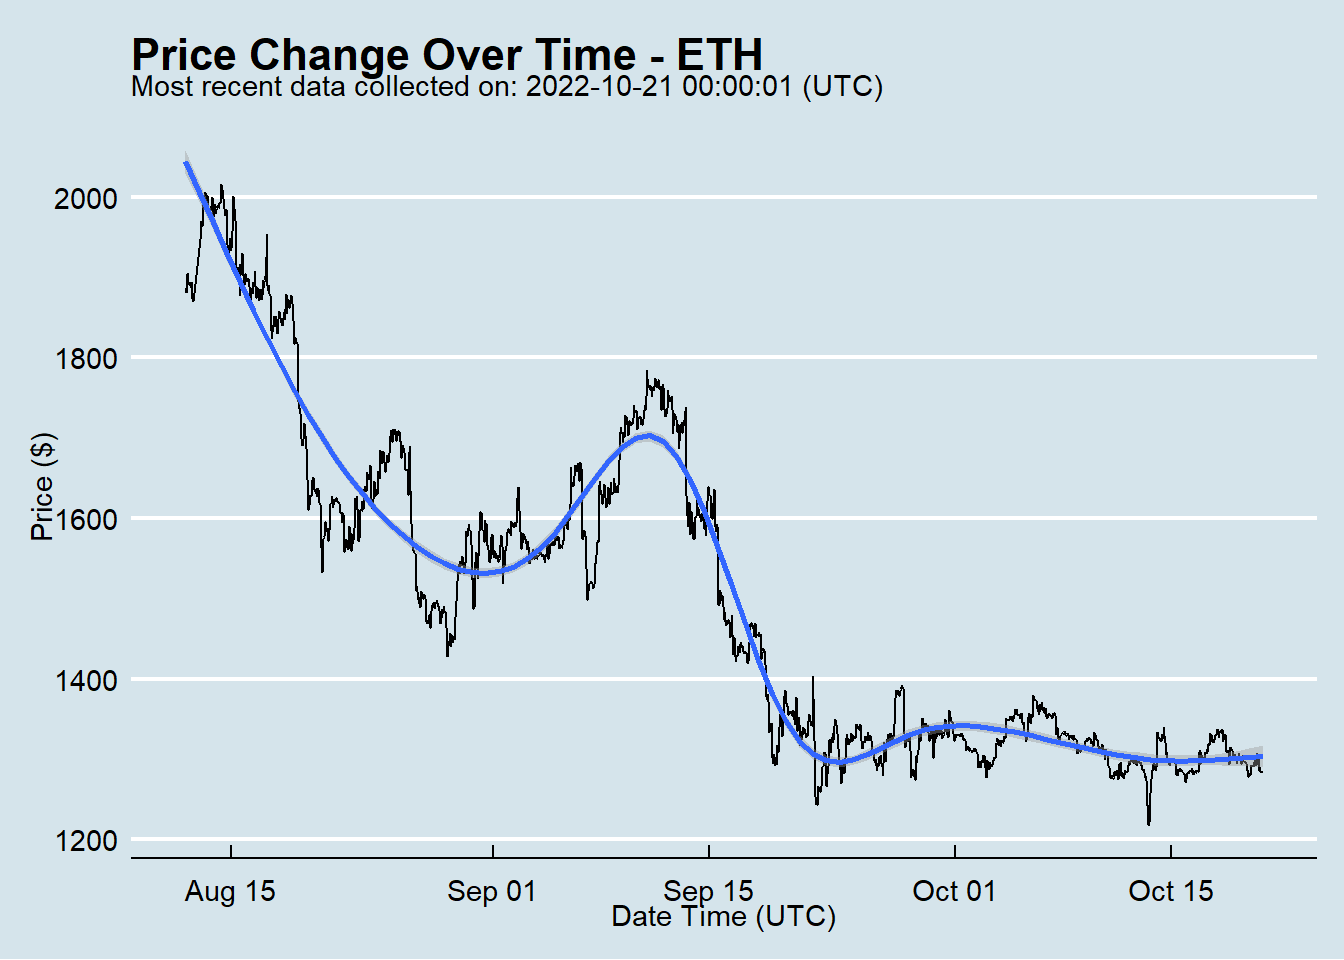 Price Change Over Time - ETH
Most recent data collected on: 2022-10-21 00:00:01 (UTC)
Price ($)
2000
1800
1600
1400
1200
Aug 15
Sep 01
Sep 15
Oct 01
Oct 15
Date Time (UTC)